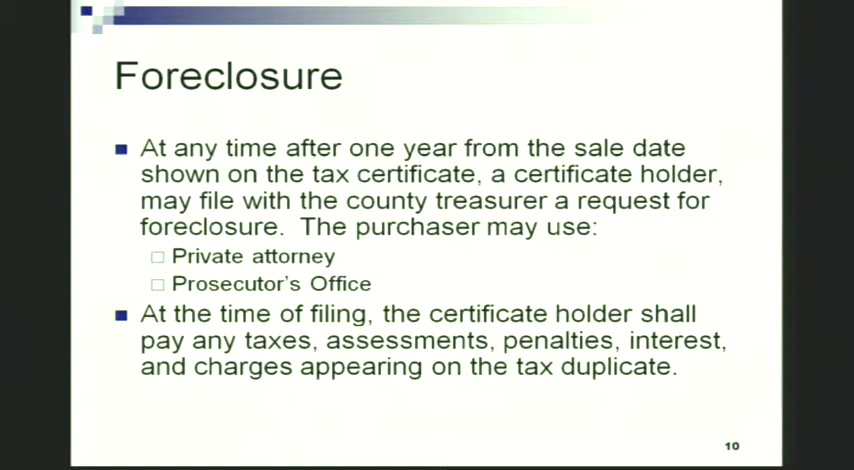 Foreclosure
At any time after one year from the sale date
shown on the tax certificate, a certificate holder,
may file with the county treasurer a request for
foreclosure. The purchaser may use:
Private attorney
Prosecutor's Office
At the time of filing, the certificate holder shall
pay any taxes, assessments, penalties, interest,
and charges appearing on the tax duplicate.
10